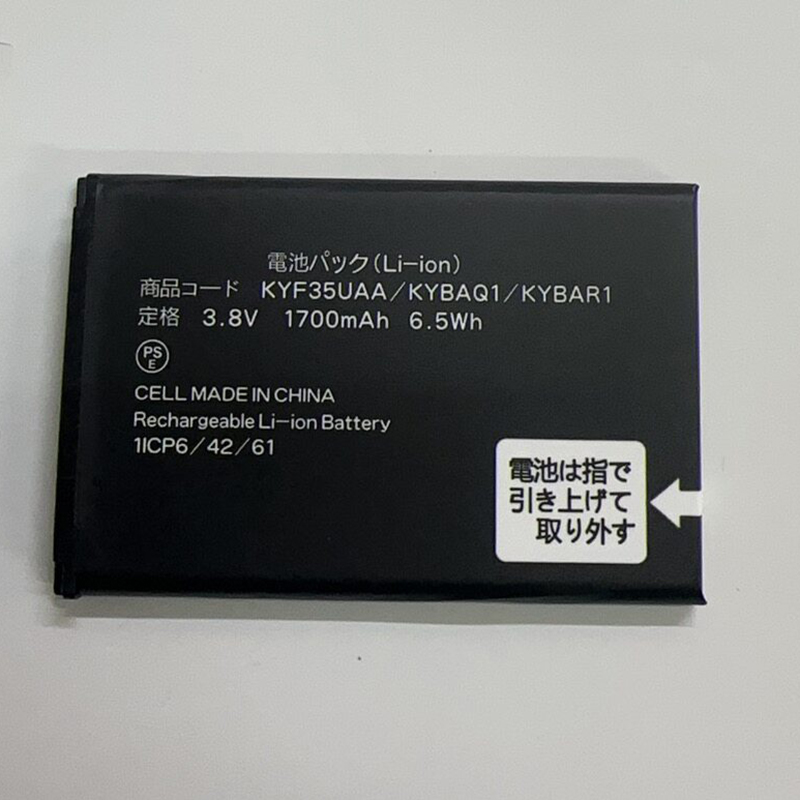 電池パック(Li-ion)
商品コード KYF35UAA/KYBAQ1/KYBAR1
定格 3.8V 1700mAh 6.5Wh
PS
E
CELL MADE IN CHINA
Rechargeable Li-ion Battery
1ICP6/42/61
電池は指で
引き上げて
取り外す